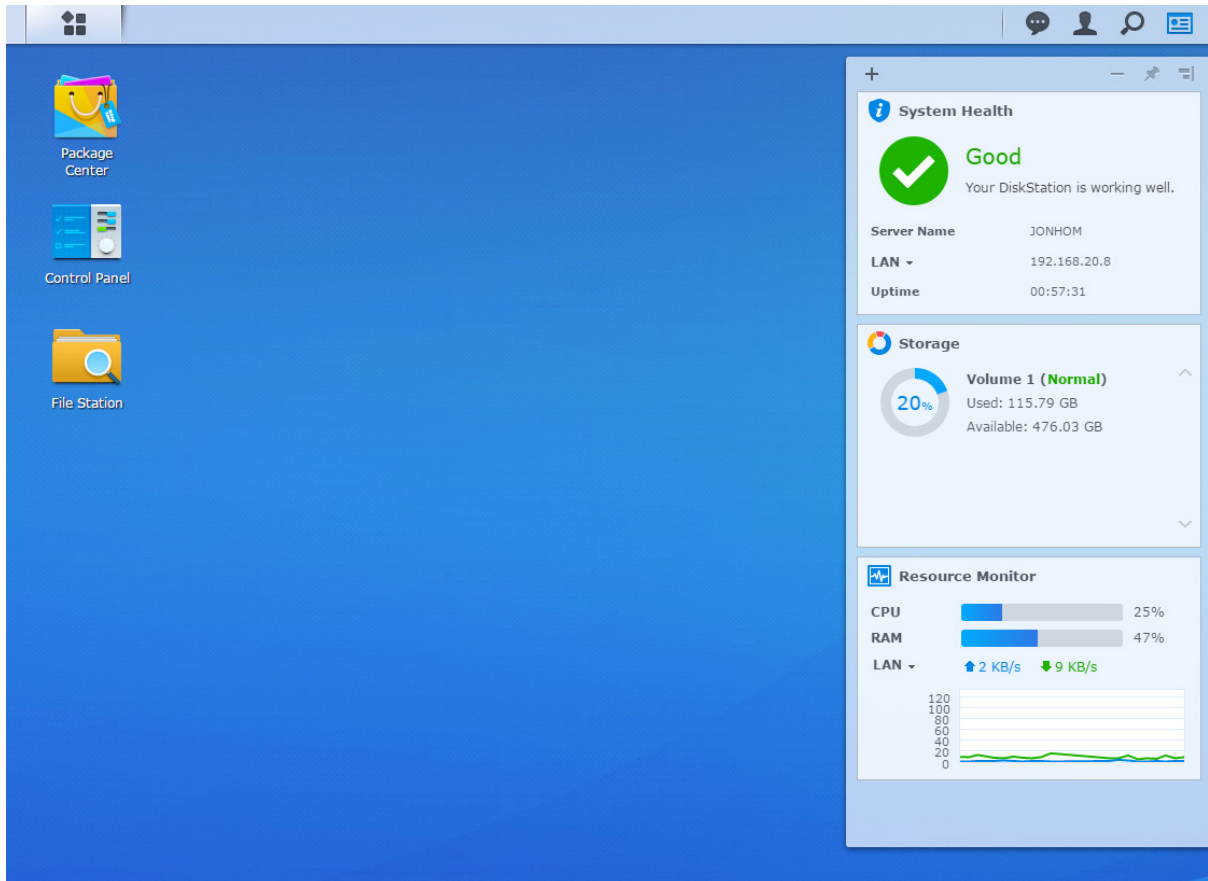 Package
Center
Control Panel
File Station
System Health
Good
Your DiskStation is working well.
Server Name JONHOM
LAN 192.168.20.8
Uptime 00:57:31
Storage
20%
Volume 1 (Normal)
Used: 115.79 GB
Available: 476.03 GB
Resource Monitor
CPU 25%
RAM 47%
LAN 2 KB/s 9 KB/s
120
100
80
60
40
20
0